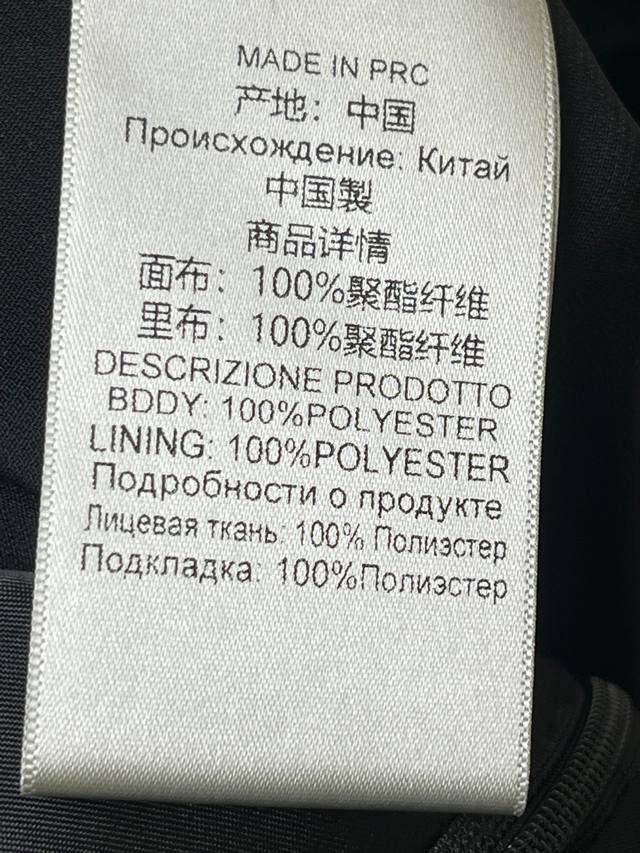 MADE IN PRC
产地：中国
Происхождение: Китай
中国製
商品详情
面布：100%聚酯纤维
里布：100%聚酯纤维
DESCRIZIONE PRODOTTO
BDDY: 100%POLYESTER
LINING: 100%POLYESTER
Подробности о продукте
Лицевая ткань: 100% Полиэстер
Подкладка: 100%Полиэстер